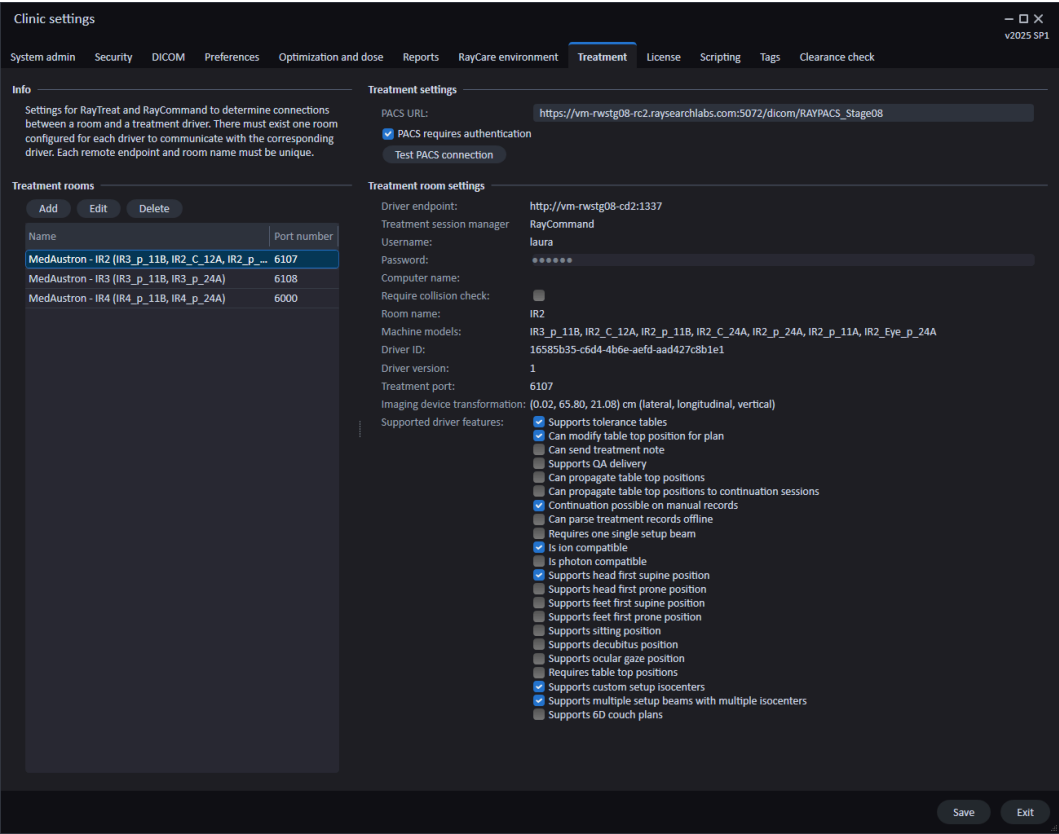 Clinic settings
v2025 SP1
System admin Security DICOM Preferences Optimization and dose Reports RayCare environment Treatment License Scripting Tags Clearance check
Info
Settings for RayTreat and RayCommand to determine connections
between a room and a treatment driver. There must exist one room
configured for each driver to communicate with the corresponding
driver. Each remote endpoint and room name must be unique.
Treatment rooms
Add Edit Delete
Name Port number
MedAustron - IR2 (IR3_p_11B, IR2_C_12A, IR2_p_... 6107
MedAustron - IR3 (IR3_p_11B, IR3_p_24A) 6108
MedAustron - IR4 (IR4_p_11B, IR4_p_24A) 6000
Treatment settings
PACS URL: https://vm-rwstg08-rc2.raysearchlabs.com:5072/dicom/RAYPACS_Stage08
PACS requires authentication
Test PACS connection
Treatment room settings
Driver endpoint: http://vm-rwstg08-cd2:1337
Treatment session manager RayCommand
Username: laura
Password: ●●●●●●
Computer name:
Require collision check:
Room name: IR2
Machine models: IR3_p_11B, IR2_C_12A, IR2_p_11B, IR2_C_24A, IR2_p_24A, IR2_p_11A, IR2_Eye_p_24A
Driver ID: 16585b35-c6d4-4b6e-aefd-aad427c8b1e1
Driver version: 1
Treatment port: 6107
Imaging device transformation: (0.02, 65.80, 21.08) cm (lateral, longitudinal, vertical)
Supported driver features: Supports tolerance tables
Can modify table top position for plan
Can send treatment note
Supports QA delivery
Can propagate table top positions
Can propagate table top positions to continuation sessions
Continuation possible on manual records
Can parse treatment records offline
Requires one single setup beam
Is ion compatible
Is photon compatible
Supports head first supine position
Supports head first prone position
Supports feet first supine position
Supports feet first prone position
Supports sitting position
Supports decubitus position
Supports ocular gaze position
Requires table top positions
Supports custom setup isocenters
Supports multiple setup beams with multiple isocenters
Supports 6D couch plans
Save Exit